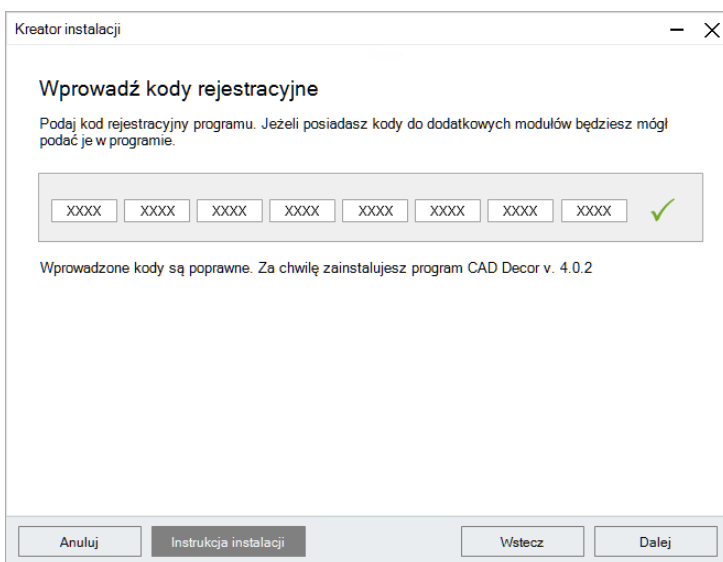 Kreator instalacji
Wprowadź kody rejestracyjne
Podaj kod rejestracyjny programu. Jeżeli posiadasz kody do dodatkowych modułów będziesz mógł
podać je w programie.
XXXX XXXX XXXX XXXX XXXX XXXX XXXX XXXX
Wprowadzone kody są poprawne. Za chwilę zainstalujesz program CAD Decor v. 4.0.2
Anuluj Instrukcja instalacji Wstecz Dalej